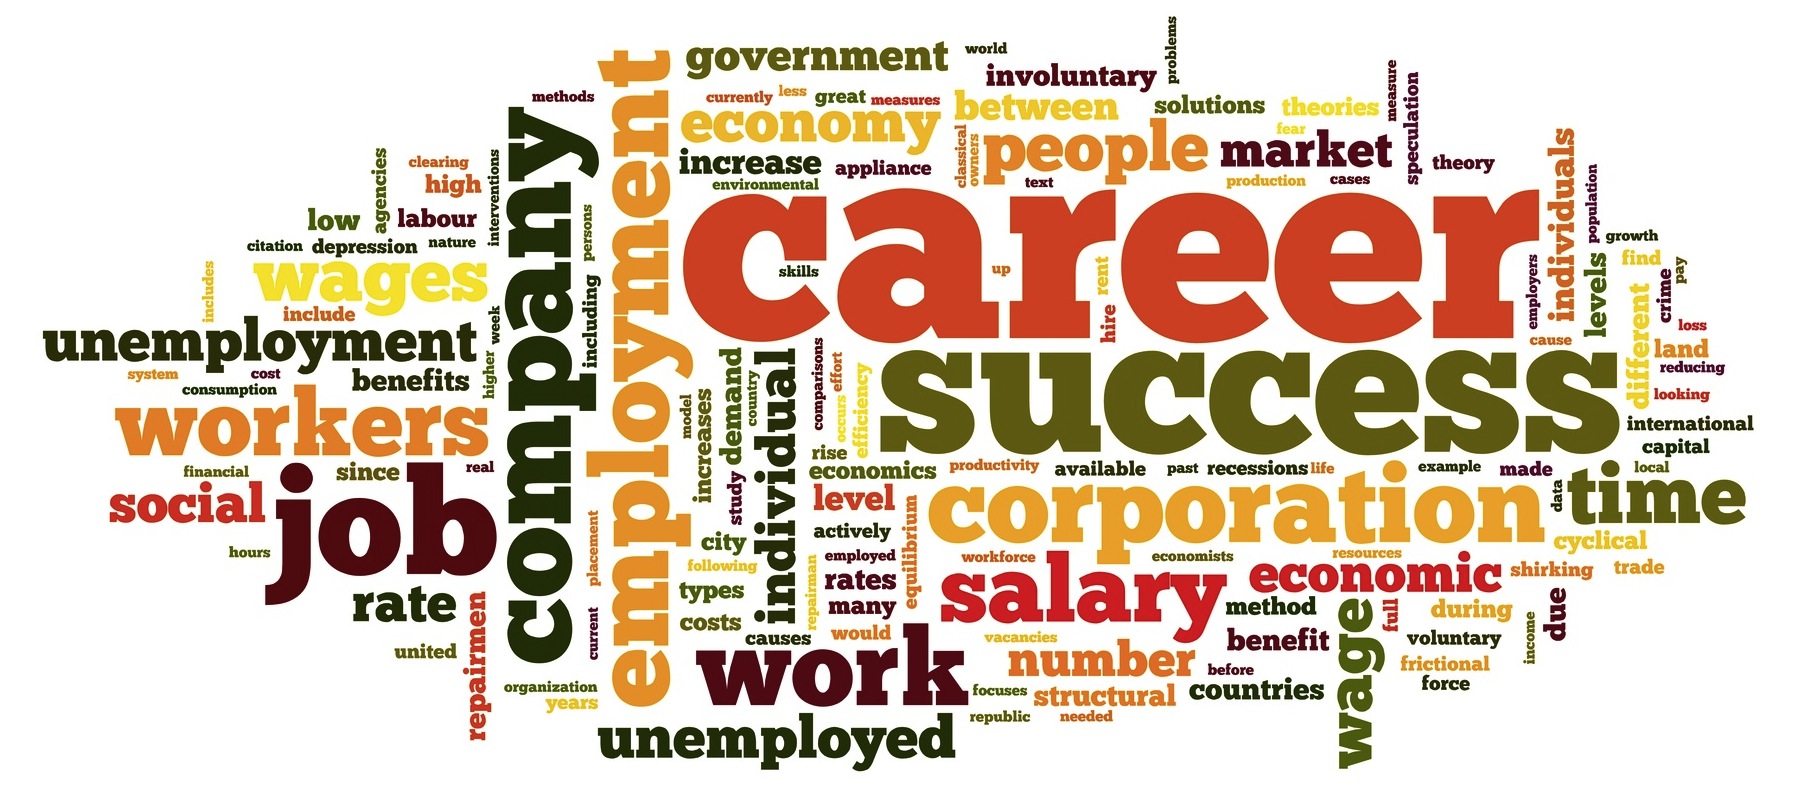 problems
government
world
involuntary
methods
currently
less
great
measures
between
solutions
theories
measure
speculation
economy
fear
company
employment
classical
owners
people
market
increase
appliance
theory
individuals
clearing
agencies
interventions
high
environmental
text
production
cases
population
low
labour
citation
depression
nature
persons
career
growth
wages
includes
skills
up
rent
hire
employers
levels
find
crime
pay
include
including
week
unemployment
cause
different
loss
land
reducing
system
cost
higher
consumption
benefits
demand
country
individual
comparisons
effort
success
looking
workers
model
increases
occurs
efficiency
international
capital
rise
financial
since
real
study
economics
productivity
available
past
recessions
life
example
made
local
social
job
level
corporation
data
time
equilibrium
actively
hours
placement
city
employed
workforce
economists
resources
cyclical
following
repairman
rates
salary
economic
shirking
trade
rate
types
many
method
wage
full
during
due
repairmen
current
costs
causes
would
vacancies
benefit
voluntary
income
united
work
number
before
frictional
force
organization
years
focuses
structural
countries
republic
needed
unemployed